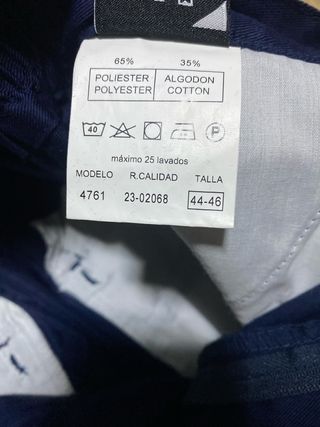 65% 35%
POLIESTER ALGODON
POLYESTER COTTON
40 P
máximo 25 lavados
MODELO R.CALIDAD TALLA
4761 23-02068 44-46